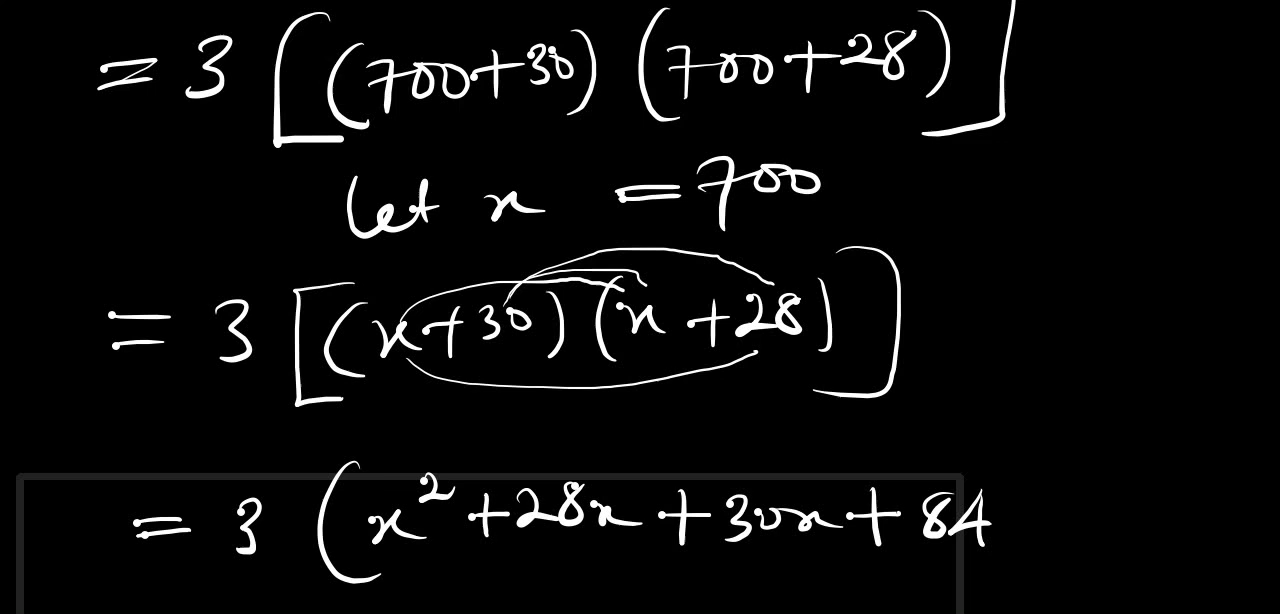 = 3 [(700+30) (700+28)]
let x = 700
= 3 [(x+30) (x+28)]
= 3 (x² + 28x + 30x + 84